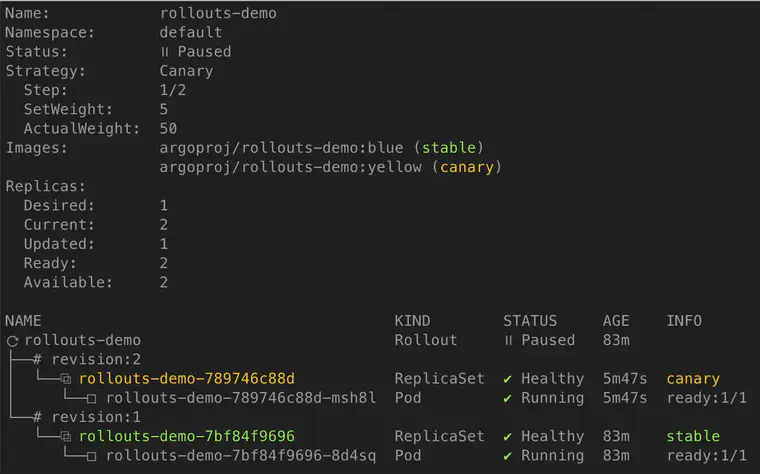 Name: rollouts-demo
Namespace: default
Status: ॥ Paused
Strategy: Canary
Step: 1/2
SetWeight: 5
ActualWeight: 50
Images: argoproj/rollouts-demo:blue (stable)
argoproj/rollouts-demo:yellow (canary)
Replicas:
Desired: 1
Current: 2
Updated: 1
Ready: 2
Available: 2
NAME KIND STATUS AGE INFO
⟳ rollouts-demo Rollout ॥ Paused 83m
├──# revision:2
│  └──⧉ rollouts-demo-789746c88d ReplicaSet ✔ Healthy 5m47s canary
│     └──□ rollouts-demo-789746c88d-msh8l Pod ✔ Running 5m47s ready:1/1
└──# revision:1
   └──⧉ rollouts-demo-7bf84f9696 ReplicaSet ✔ Healthy 83m stable
      └──□ rollouts-demo-7bf84f9696-8d4sq Pod ✔ Running 83m ready:1/1